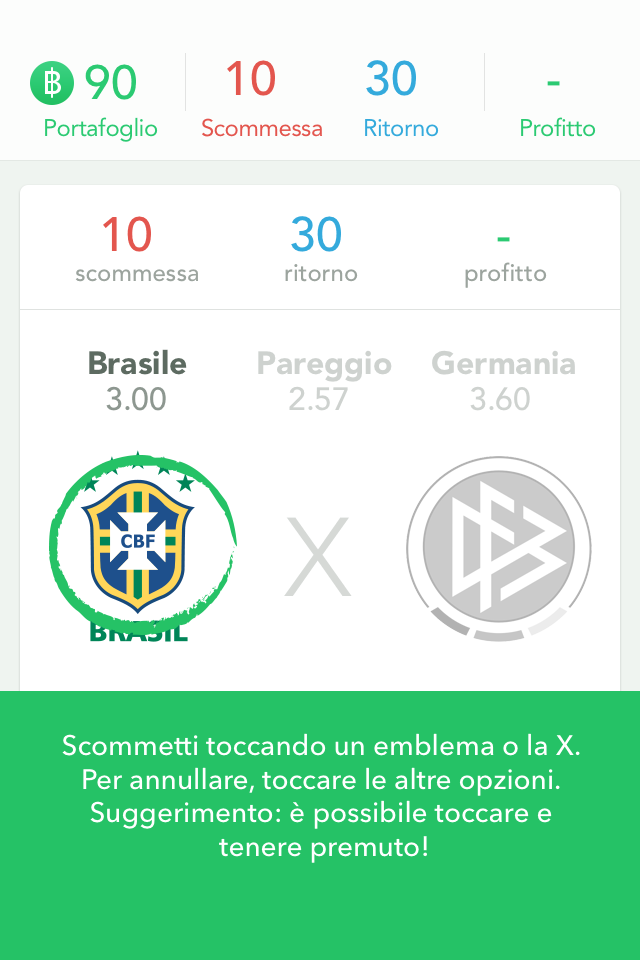 ฿ 90 10 30 -
Portafoglio Scommessa Ritorno Profitto
10 30 -
scommessa ritorno profitto
Brasile Pareggio Germania
3.00 2.57 3.60
CBF
X
BRASIL
Scommetti toccando un emblema o la X.
Per annullare, toccare le altre opzioni.
Suggerimento: è possibile toccare e
tenere premuto!